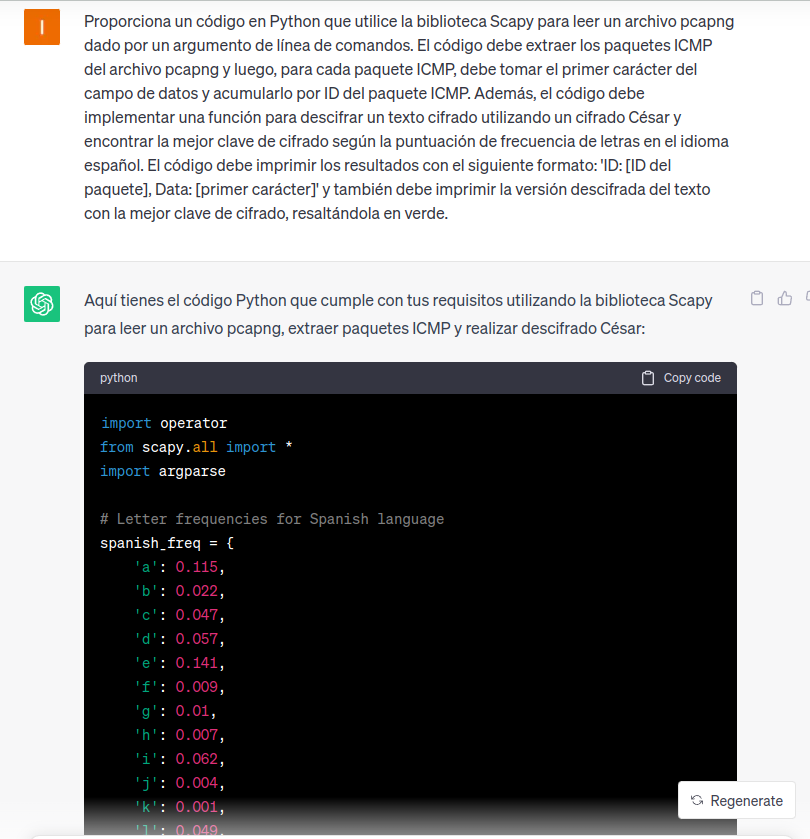 I
Proporciona un código en Python que utilice la biblioteca Scapy para leer un archivo pcapng
dado por un argumento de línea de comandos. El código debe extraer los paquetes ICMP
del archivo pcapng y luego, para cada paquete ICMP, debe tomar el primer carácter del
campo de datos y acumularlo por ID del paquete ICMP. Además, el código debe
implementar una función para descifrar un texto cifrado utilizando un cifrado César y
encontrar la mejor clave de cifrado según la puntuación de frecuencia de letras en el idioma
español. El código debe imprimir los resultados con el siguiente formato: 'ID: [ID del
paquete], Data: [primer carácter]' y también debe imprimir la versión descifrada del texto
con la mejor clave de cifrado, resaltándola en verde.
Aquí tienes el código Python que cumple con tus requisitos utilizando la biblioteca Scapy
para leer un archivo pcapng, extraer paquetes ICMP y realizar descifrado César:
python
Copy code
import operator
from scapy.all import *
import argparse
# Letter frequencies for Spanish language
spanish_freq = {
'a': 0.115,
'b': 0.022,
'c': 0.047,
'd': 0.057,
'e': 0.141,
'f': 0.009,
'g': 0.01,
'h': 0.007,
'i': 0.062,
'j': 0.004,
'k': 0.001,
'l': 0.049,
Regenerate